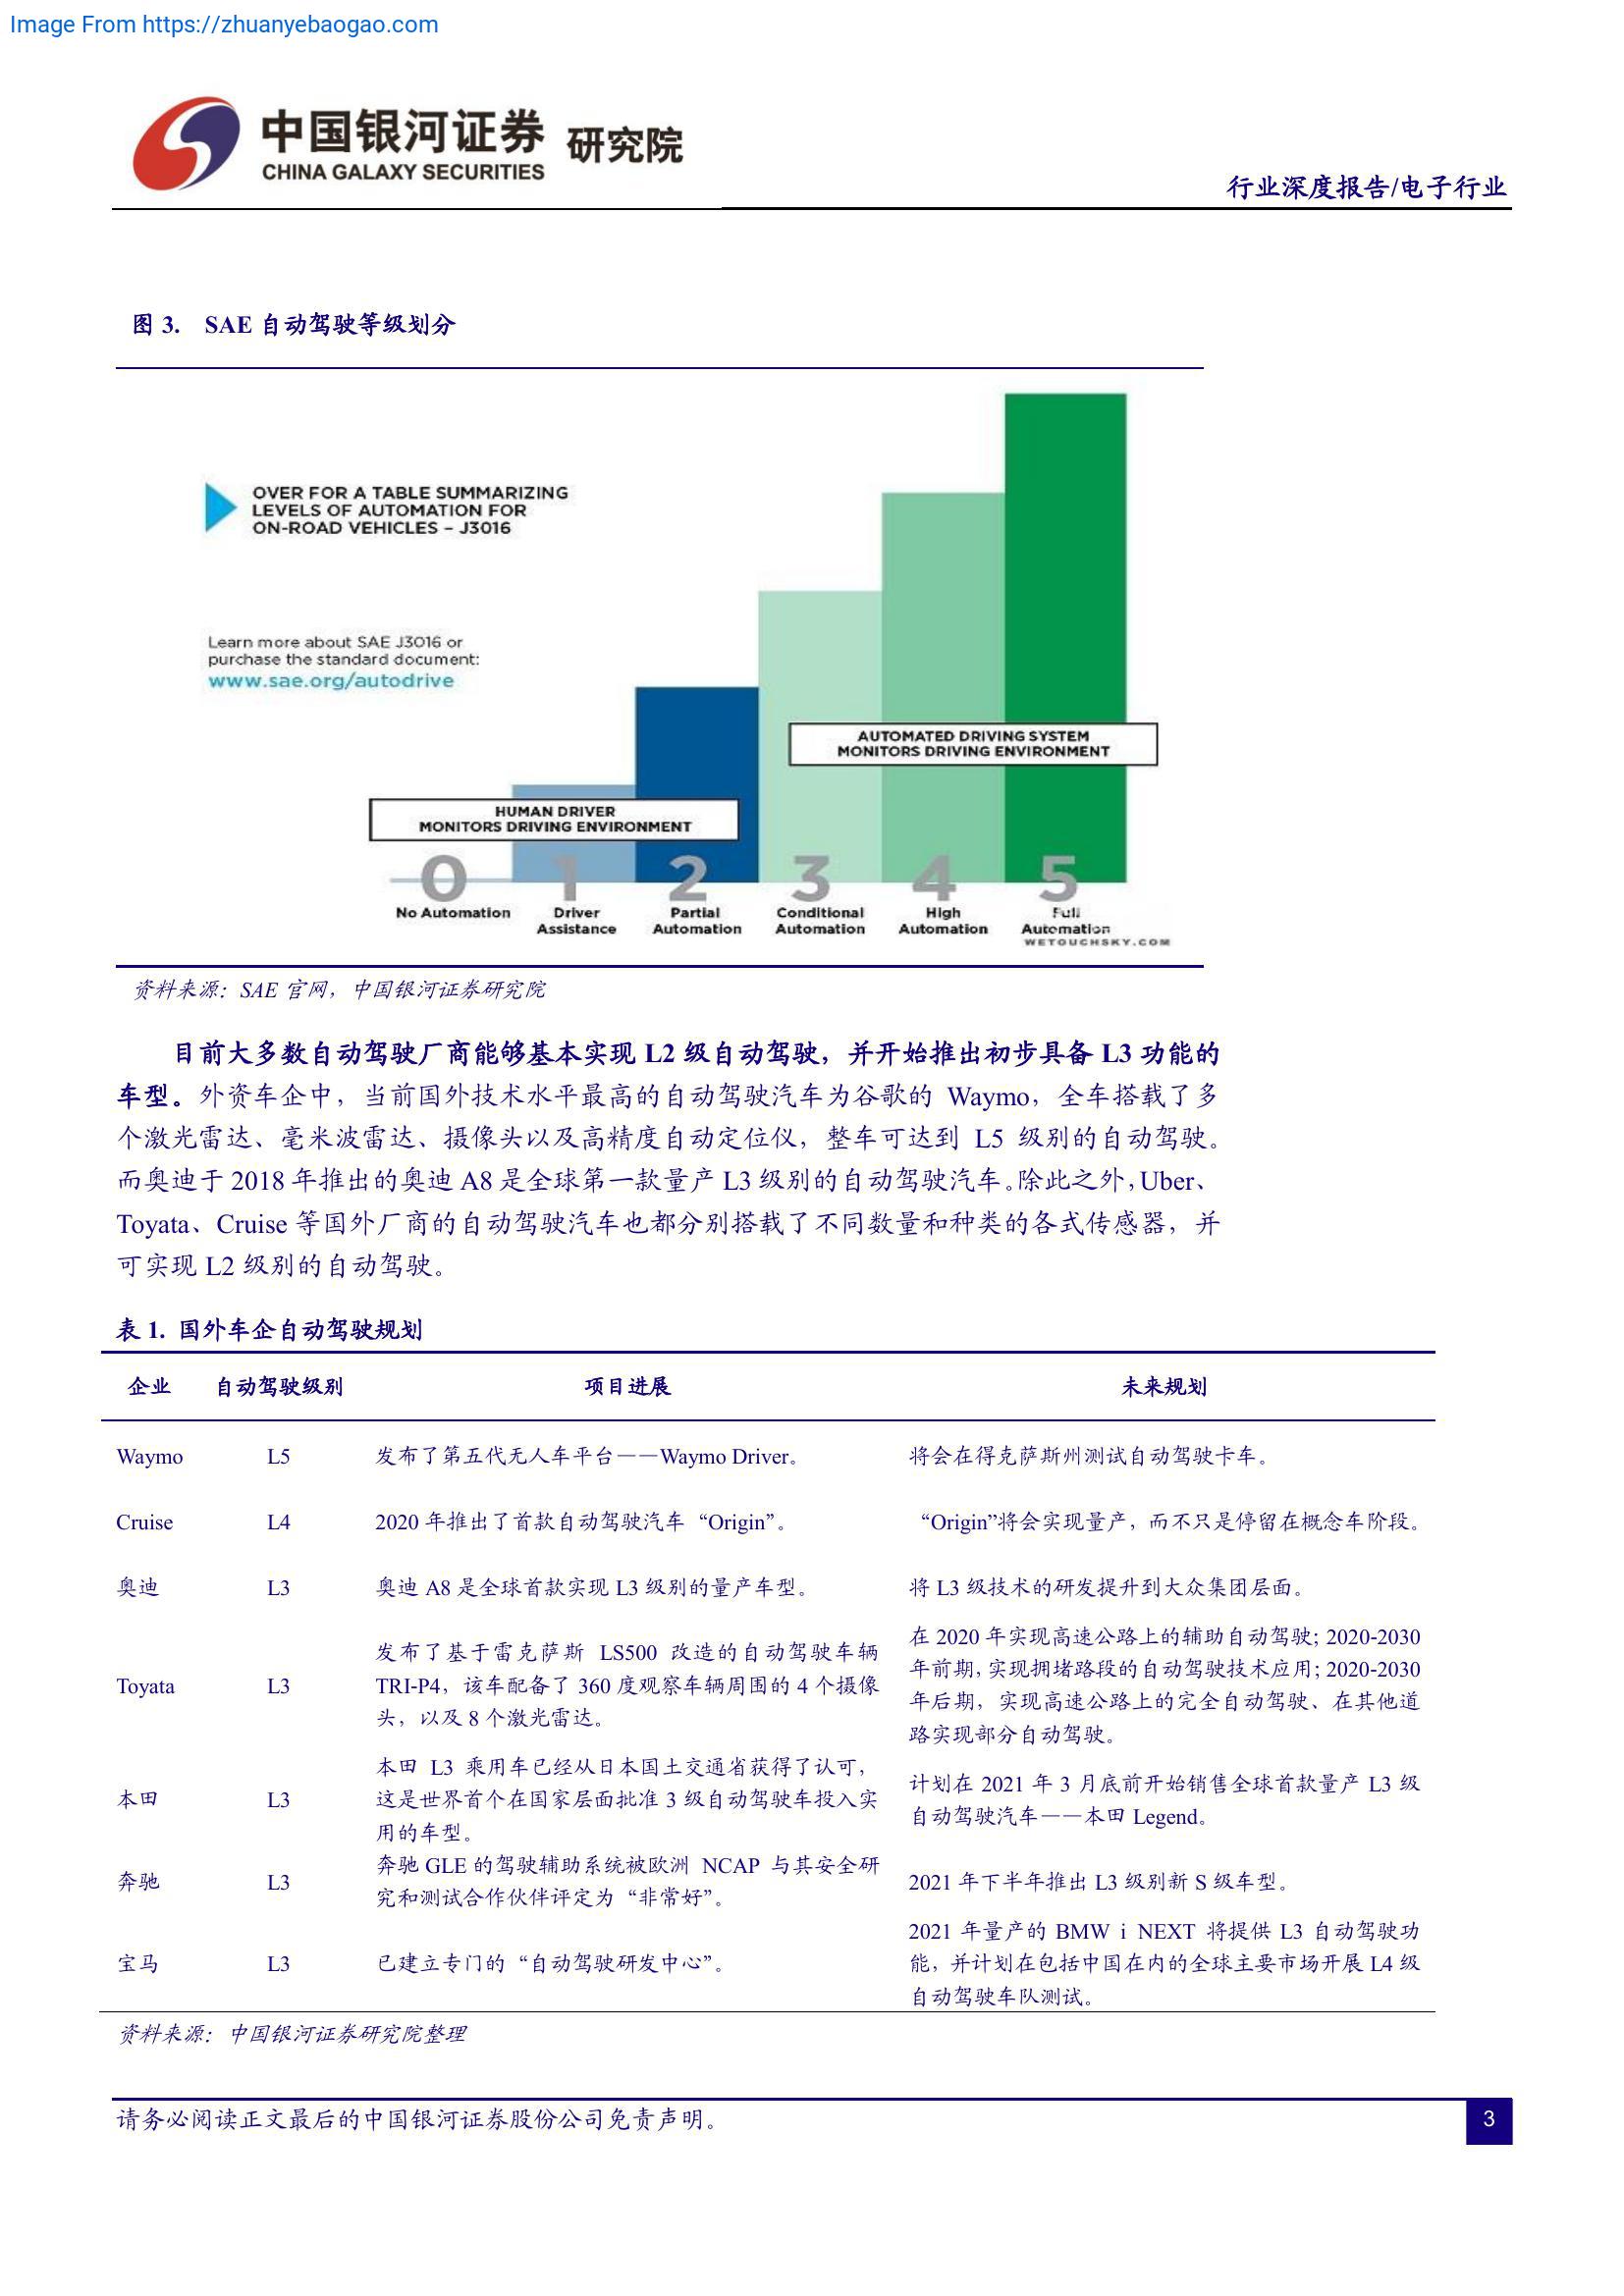 Image From https://zhuanyebaogao.com
中国银河证券 研究院
CHINA GALAXY SECURITIES
行业深度报告/电子行业
图 3. SAE 自动驾驶等级划分
OVER FOR A TABLE SUMMARIZING
LEVELS OF AUTOMATION FOR
ON-ROAD VEHICLES – J3016
Learn more about SAE J3016 or
purchase the standard document:
www.sae.org/autodrive
AUTOMATED DRIVING SYSTEM
MONITORS DRIVING ENVIRONMENT
HUMAN DRIVER
MONITORS DRIVING ENVIRONMENT
0 1 2 3 4 5
No Automation Driver Partial Conditional High Full
Assistance Automation Automation Automation Automation
WETOUCHSKY.COM
资料来源：SAE 官网，中国银河证券研究院
目前大多数自动驾驶厂商能够基本实现 L2 级自动驾驶，并开始推出初步具备 L3 功能的
车型。外资车企中，当前国外技术水平最高的自动驾驶汽车为谷歌的 Waymo，全车搭载了多
个激光雷达、毫米波雷达、摄像头以及高精度自动定位仪，整车可达到 L5 级别的自动驾驶。
而奥迪于 2018 年推出的奥迪 A8 是全球第一款量产 L3 级别的自动驾驶汽车。除此之外，Uber、
Toyata、Cruise 等国外厂商的自动驾驶汽车也都分别搭载了不同数量和种类的各式传感器，并
可实现 L2 级别的自动驾驶。
表 1. 国外车企自动驾驶规划
企业 自动驾驶级别 项目进展 未来规划
Waymo L5 发布了第五代无人车平台——Waymo Driver。 将会在得克萨斯州测试自动驾驶卡车。
Cruise L4 2020 年推出了首款自动驾驶汽车“Origin”。 “Origin”将会实现量产，而不只是停留在概念车阶段。
奥迪 L3 奥迪 A8 是全球首款实现 L3 级别的量产车型。 将 L3 级技术的研发提升到大众集团层面。
Toyata L3
发布了基于雷克萨斯 LS500 改造的自动驾驶车辆
TRI-P4，该车配备了 360 度观察车辆周围的 4 个摄像
头，以及 8 个激光雷达。
在 2020 年实现高速公路上的辅助自动驾驶；2020-2030
年前期，实现拥堵路段的自动驾驶技术应用；2020-2030
年后期，实现高速公路上的完全自动驾驶、在其他道
路实现部分自动驾驶。
本田 L3
本田 L3 乘用车已经从日本国土交通省获得了认可，
这是世界首个在国家层面批准 3 级自动驾驶车投入实
用的车型。
计划在 2021 年 3 月底前开始销售全球首款量产 L3 级
自动驾驶汽车——本田 Legend。
奔驰 L3
奔驰 GLE 的驾驶辅助系统被欧洲 NCAP 与其安全研
究和测试合作伙伴评定为“非常好”。
2021 年下半年推出 L3 级别新 S 级车型。
宝马 L3 已建立专门的“自动驾驶研发中心”。
2021 年量产的 BMW i NEXT 将提供 L3 自动驾驶功
能，并计划在包括中国在内的全球主要市场开展 L4 级
自动驾驶车队测试。
资料来源：中国银河证券研究院整理
请务必阅读正文最后的中国银河证券股份公司免责声明。
3